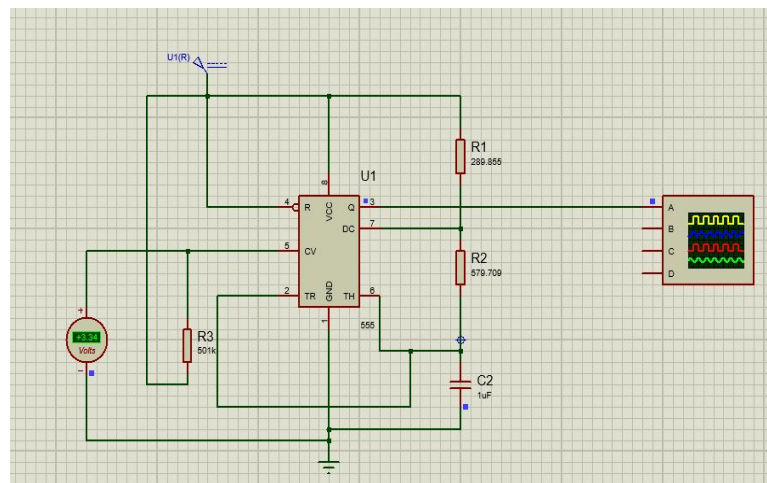 U1(R)
R1
289.855
U1
8
VCC
4
R
Q
3
A
DC
7
B
R2
579.709
5
CV
C
D
2
TR
GND
TH
6
1
555
+3.34
Volts
R3
501k
C2
1uF